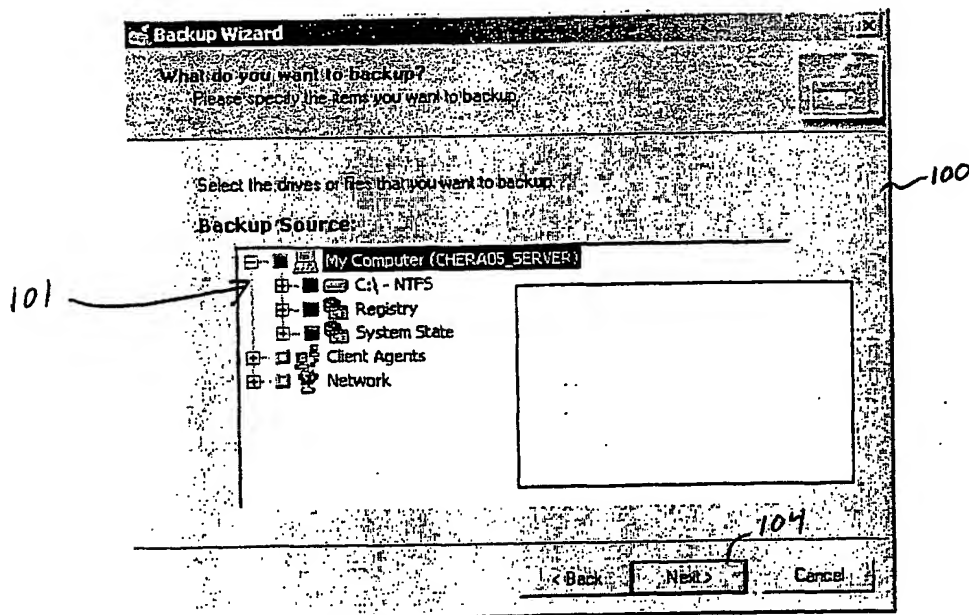 Backup Wizard
What do you want to backup?
Please specify the items you want to backup.
Select the drives or files that you want to backup.
100
Backup Source:
My Computer (CHERA05_SERVER)
101
C:\ - NTFS
Registry
System State
Client Agents
Network
104
< Back
Next >
Cancel